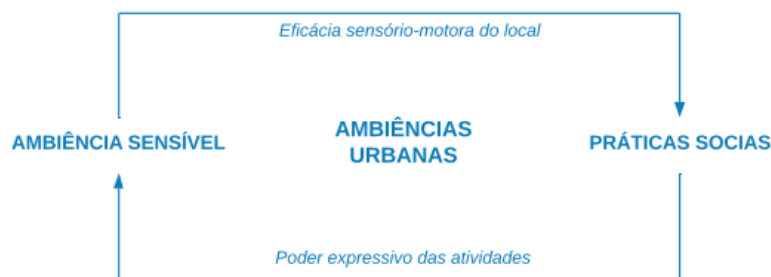 Eficácia sensório-motora do local
AMBIÊNCIA SENSÍVEL
AMBIÊNCIAS
URBANAS
PRÁTICAS SOCIAS
Poder expressivo das atividades